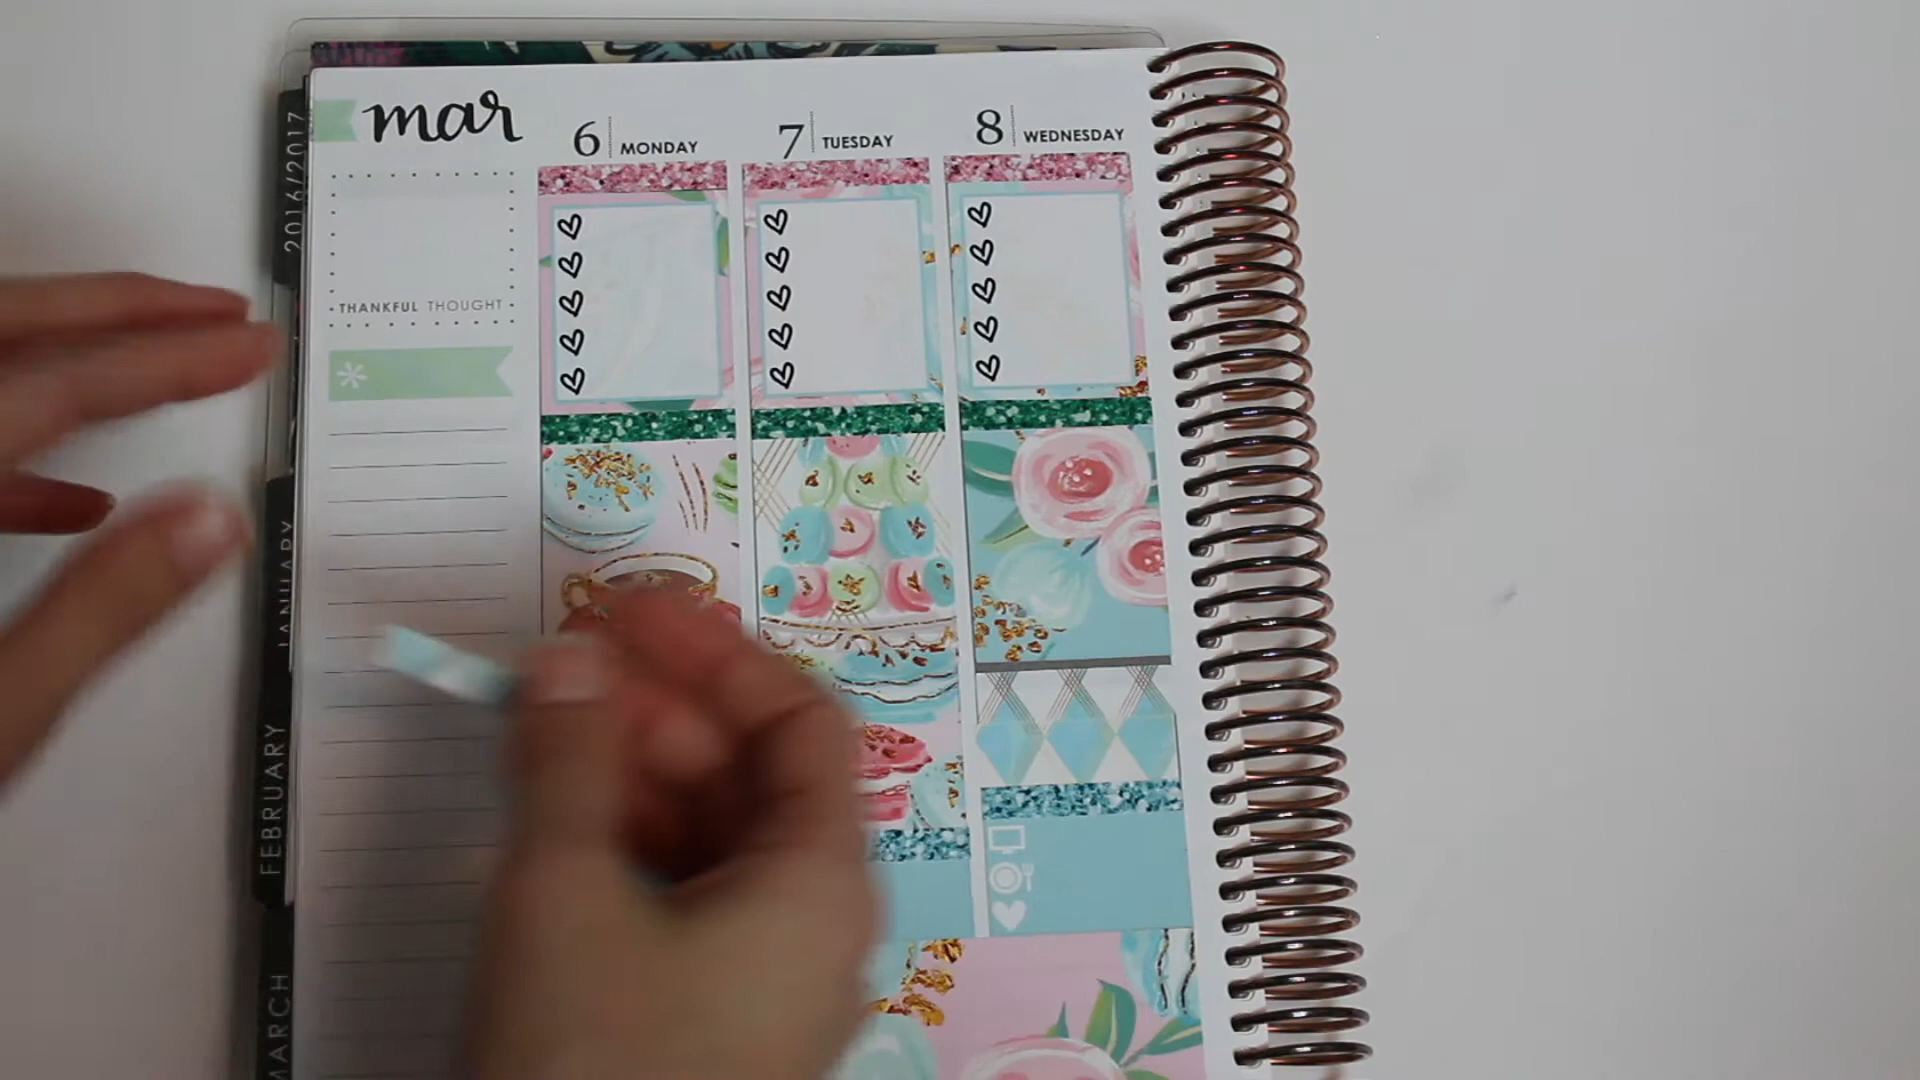 mar
6 MONDAY
7 TUESDAY
8 WEDNESDAY
THANKFUL THOUGHT
2016/2017
JANUARY
FEBRUARY
MARCH